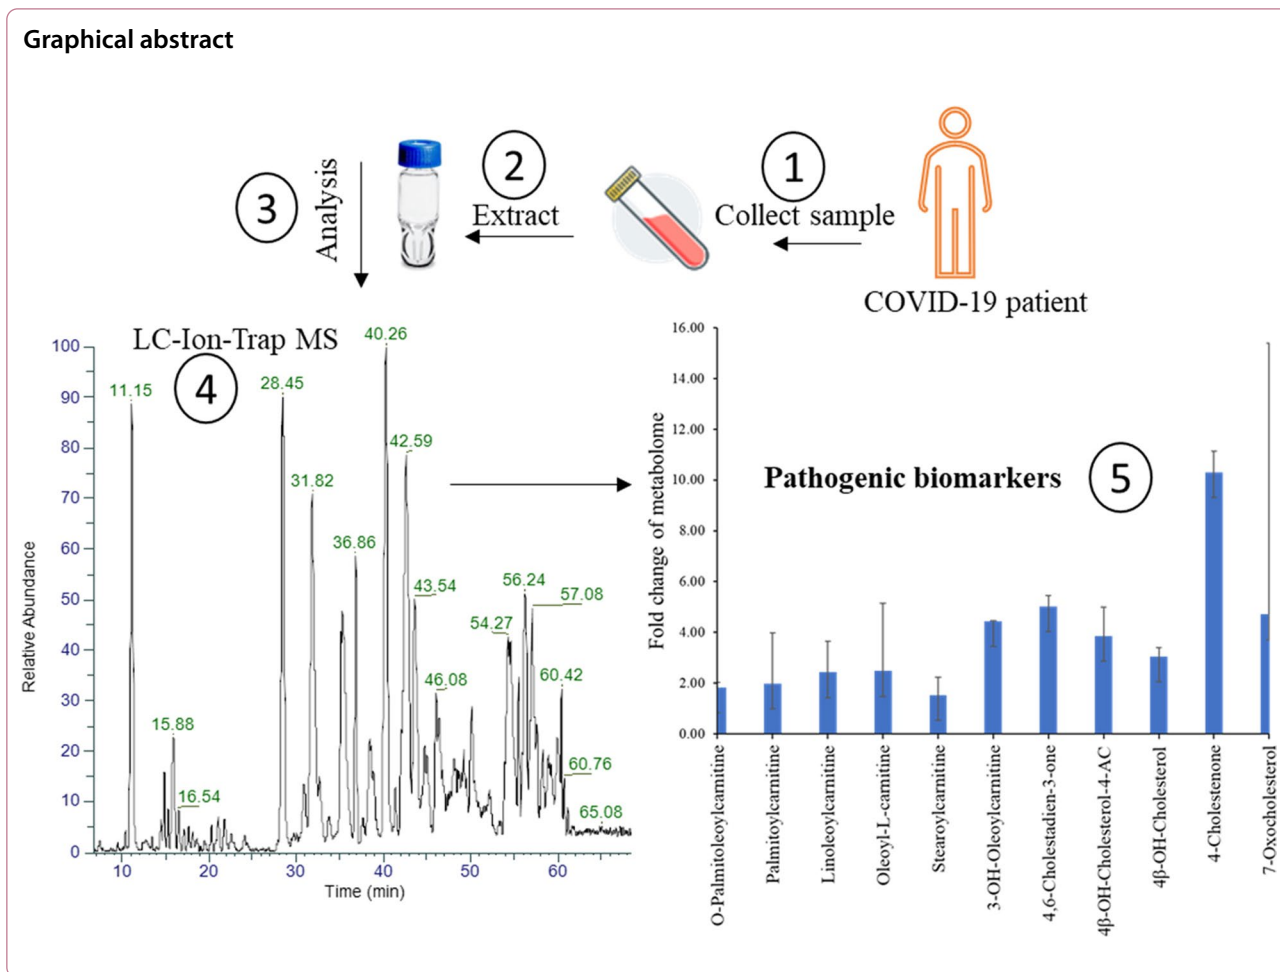 Graphical abstract
1
Collect sample
COVID-19 patient
2
Extract
3
Analysis
LC-Ion-Trap MS
4
Relative Abundance
100
90
80
70
60
50
40
30
20
10
0
11.15
15.88
16.54
28.45
31.82
36.86
40.26
42.59
43.54
46.08
54.27
56.24
57.08
60.42
60.76
65.08
10 20 30 40 50 60
Time (min)
Pathogenic biomarkers
5
Fold change of metabolome
16.00
14.00
12.00
10.00
8.00
6.00
4.00
2.00
0.00
O-Palmitoleoylcarnitine
Palmitoylcarnitine
Linoleoylcarnitine
Oleoyl-L-carnitine
Stearoylcarnitine
3-OH-Oleoylcarnitine
4,6-Cholestadien-3-one
4β-OH-Cholesterol-4-AC
4β-OH-Cholesterol
4-Cholestenone
7-Oxocholesterol